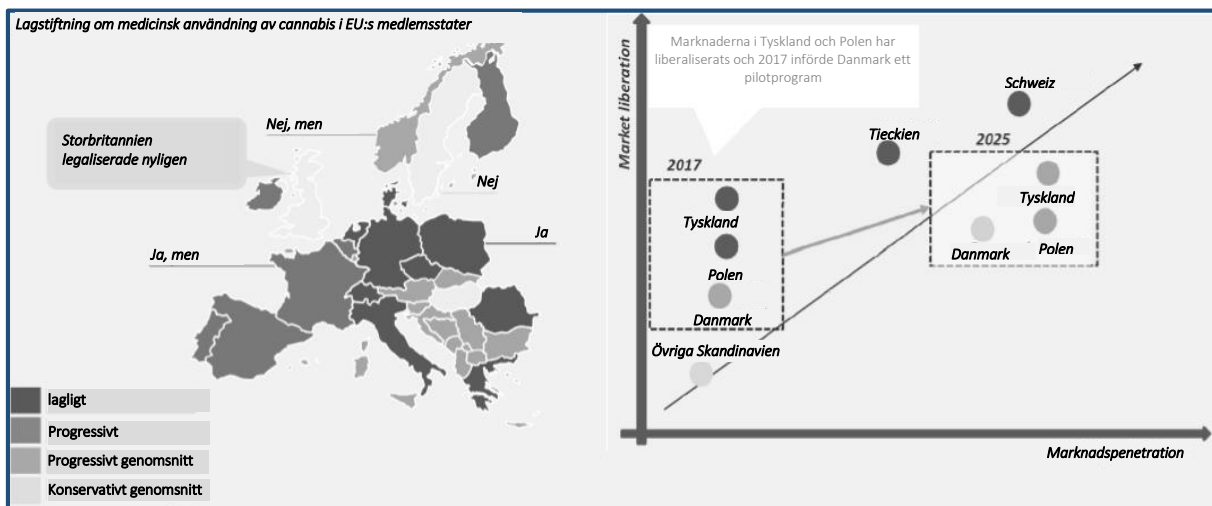 Lagstiftning om medicinsk användning av cannabis i EU:s medlemsstater
Storbritannien
legaliserade nyligen
Nej, men
Nej
Ja
Ja, men
lagligt
Progressivt
Progressivt genomsnitt
Konservativt genomsnitt
Market liberation
Marknaderna i Tyskland och Polen har
liberaliserats och 2017 införde Danmark ett
pilotprogram
Schweiz
Tieckien
2025
2017
Tyskland
Tyskland
Polen
Danmark
Polen
Danmark
Övriga Skandinavien
Marknadspenetration